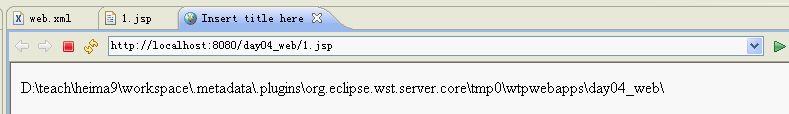 web.xml 1.jsp Insert title here
http://localhost:8080/day04_web/1.jsp
D:\teach\heima9\workspace\.metadata\.plugins\org.eclipse.wst.server.core\tmp0\wtpwebapps\day04_web\